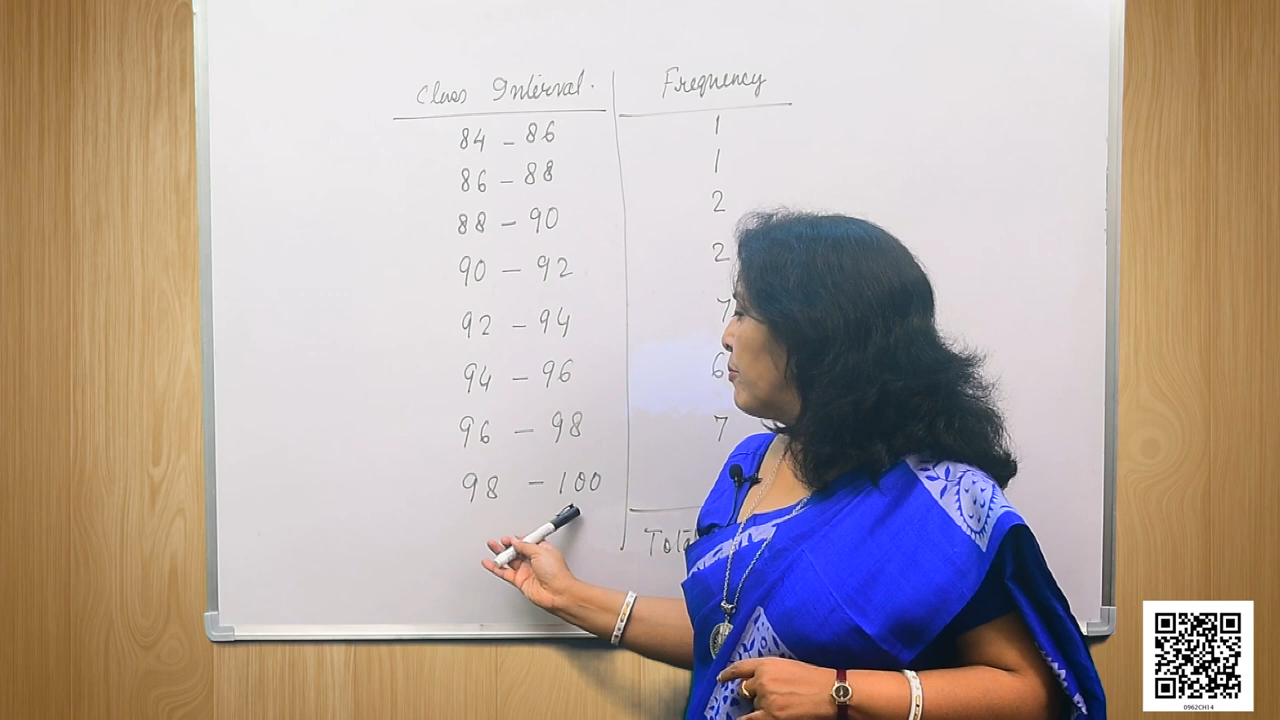 Class Interval. Frequency
84 - 86 1
86 - 88 1
88 - 90 2
90 - 92 2
92 - 94 7
94 - 96 6
96 - 98 7
98 - 100
0962CH14